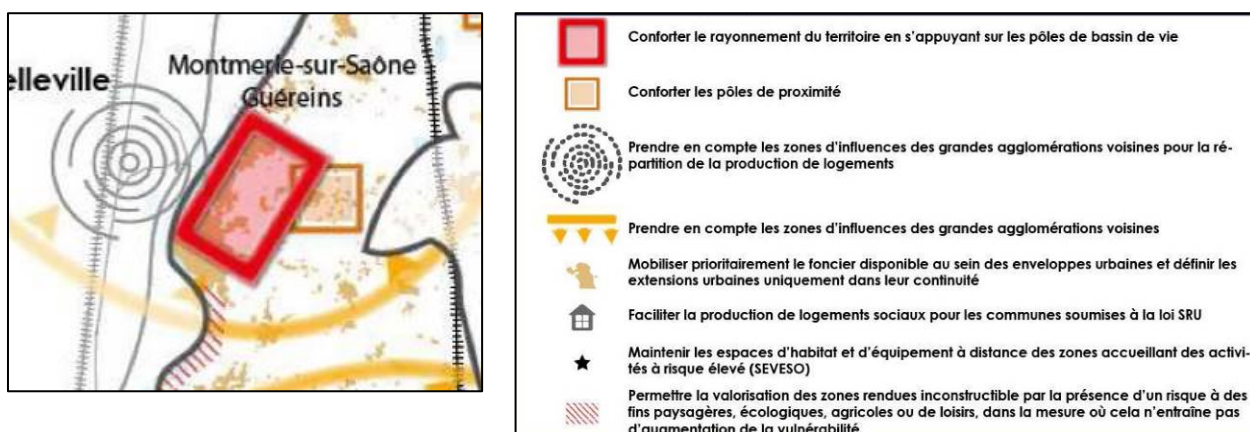 elleville
Montmerle-sur-Saône
Guéreins
Conforter le rayonnement du territoire en s'appuyant sur les pôles de bassin de vie
Conforter les pôles de proximité
Prendre en compte les zones d'influences des grandes agglomérations voisines pour la ré-
partition de la production de logements
Prendre en compte les zones d'influences des grandes agglomérations voisines
Mobiliser prioritairement le foncier disponible au sein des enveloppes urbaines et définir les
extensions urbaines uniquement dans leur continuité
Faciliter la production de logements sociaux pour les communes soumises à la loi SRU
Maintenir les espaces d'habitat et d'équipement à distance des zones accueillant des activi-
tés à risque élevé (SEVESO)
Permettre la valorisation des zones rendues inconstructible par la présence d'un risque à des
fins paysagères, écologiques, agricoles ou de loisirs, dans la mesure où cela n'entraîne pas
d'augmentation de la vulnérabilité